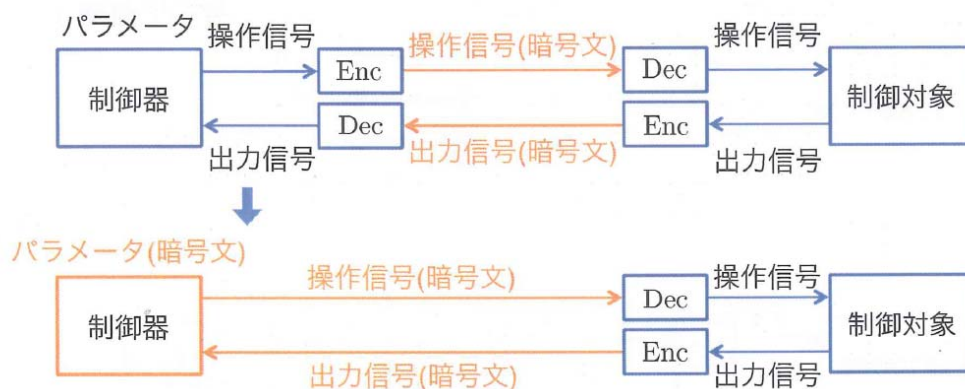 パラメータ
操作信号
操作信号(暗号文)
操作信号
制御器
Enc
Dec
制御対象
Dec
Enc
出力信号
出力信号(暗号文)
出力信号
パラメータ(暗号文)
操作信号(暗号文)
操作信号
制御器
Dec
制御対象
Enc
出力信号(暗号文)
出力信号